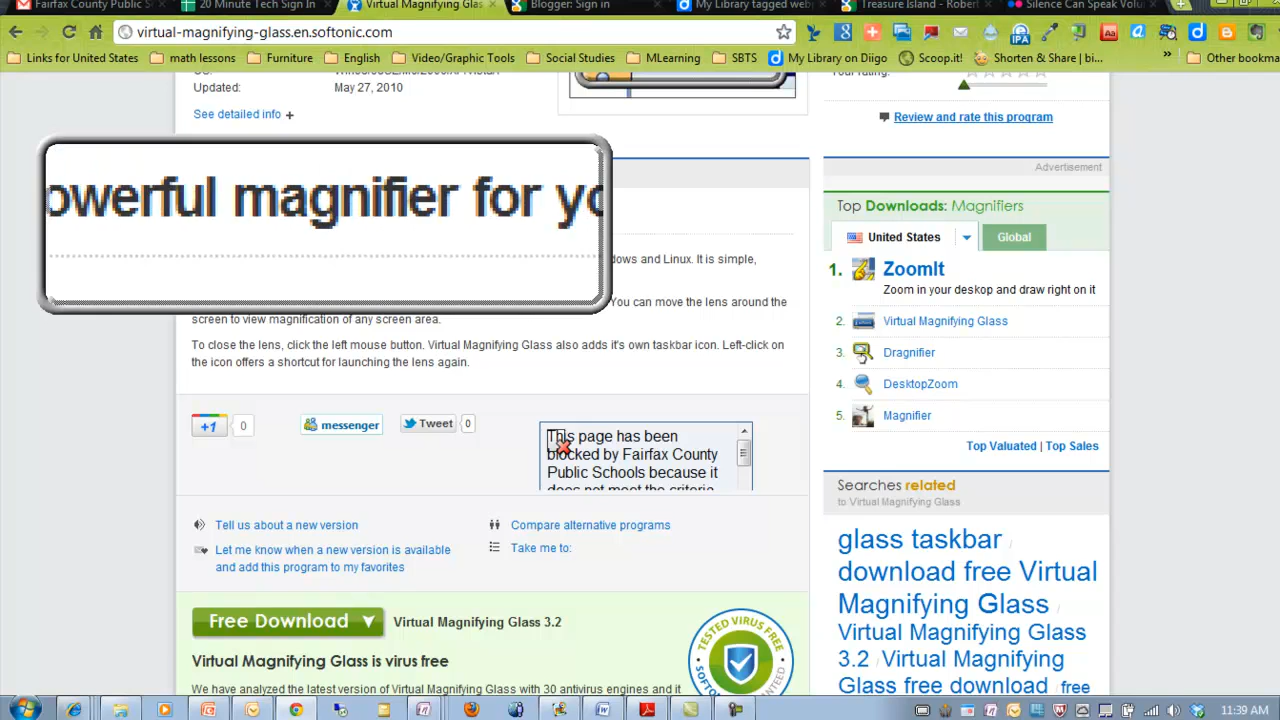 Fairfax County Public S
20 Minute Tech Sign In
Virtual Magnifying Glas
Blogger: Sign in
My Library tagged web
Treasure Island - Robert
Silence Can Speak Volu
virtual-magnifying-glass.en.softonic.com
Links for United States
math lessons
Furniture
English
Video/Graphic Tools
Social Studies
MLearning
SBTS
My Library on Diigo
Scoop.it!
Shorten & Share | bi...
Other bookma
Updated: May 27, 2010
See detailed info +
Your rating:
Review and rate this program
Advertisement
owerful magnifier for yo
dows and Linux. It is simple,
You can move the lens around the
screen to view magnification of any screen area.
To close the lens, click the left mouse button. Virtual Magnifying Glass also adds it's own taskbar icon. Left-click on
the icon offers a shortcut for launching the lens again.
+1 0
messenger
Tweet 0
This page has been
blocked by Fairfax County
Public Schools because it
does not meet the criteria
Tell us about a new version
Let me know when a new version is available
and add this program to my favorites
Compare alternative programs
Take me to:
Free Download
Virtual Magnifying Glass 3.2
Virtual Magnifying Glass is virus free
We have analyzed the latest version of Virtual Magnifying Glass with 30 antivirus engines and it
TESTED VIRUS FREE
Top Downloads: Magnifiers
United States
Global
1. ZoomIt
Zoom in your deskop and draw right on it
2. Virtual Magnifying Glass
3. Dragnifier
4. DesktopZoom
5. Magnifier
Top Valuated | Top Sales
Searches related
to Virtual Magnifying Glass
glass taskbar /
download free Virtual
Magnifying Glass /
Virtual Magnifying Glass
3.2 / Virtual Magnifying
Glass free download / free
11:39 AM